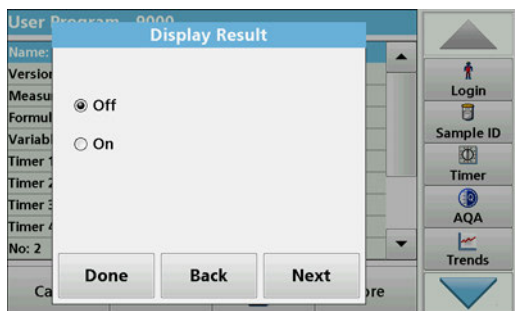 User Program 9000
Display Result
Name:
Version
Measu
Formul
Variabl
Timer 1
Timer 2
Timer 3
Timer 4
No: 2
Off
On
Done
Back
Next
Ca
ore
Login
Sample ID
Timer
AQA
Trends